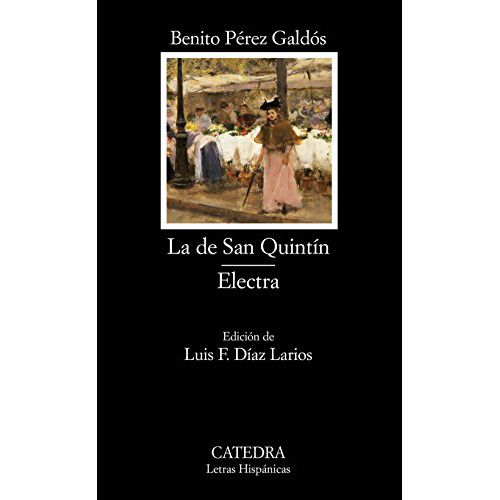 Benito Pérez Galdós
La de San Quintín
Electra
Edición de
Luis F. Díaz Larios
CATEDRA
Letras Hispánicas